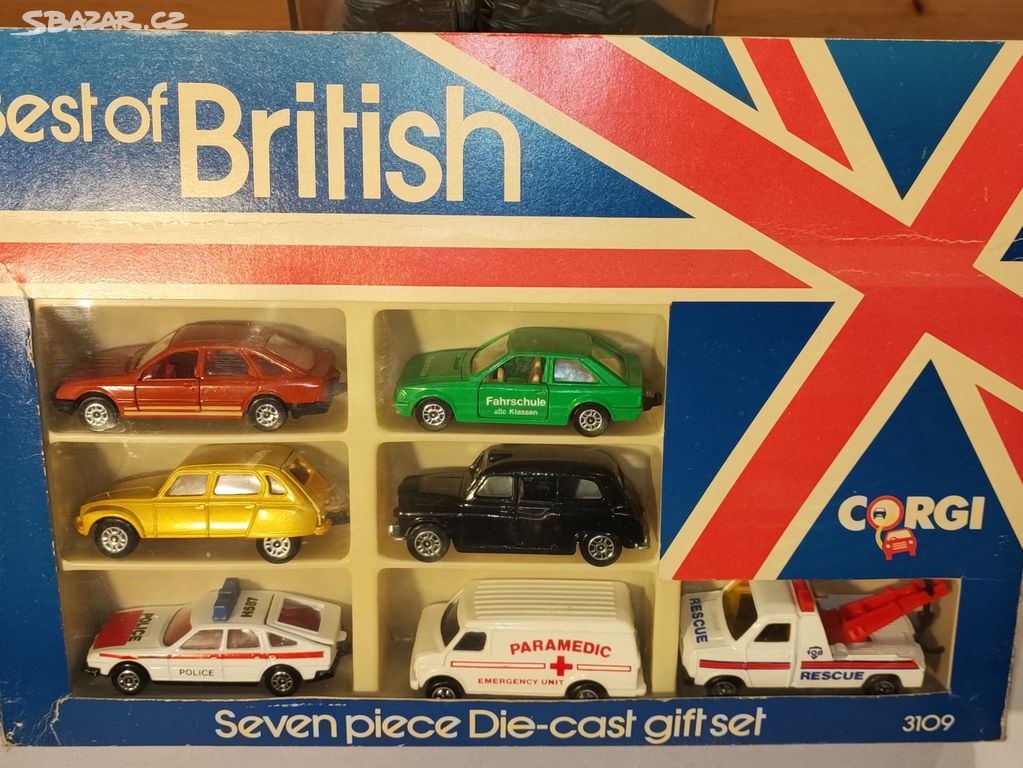 SBAZAR.CZ
Best of
British
Fahrschule
alle Klassen
CORGI
POLICE
HS87
POLICE
PARAMEDIC
EMERGENCY UNIT
RESCUE
RESCUE
Seven piece Die-cast gift set
3109